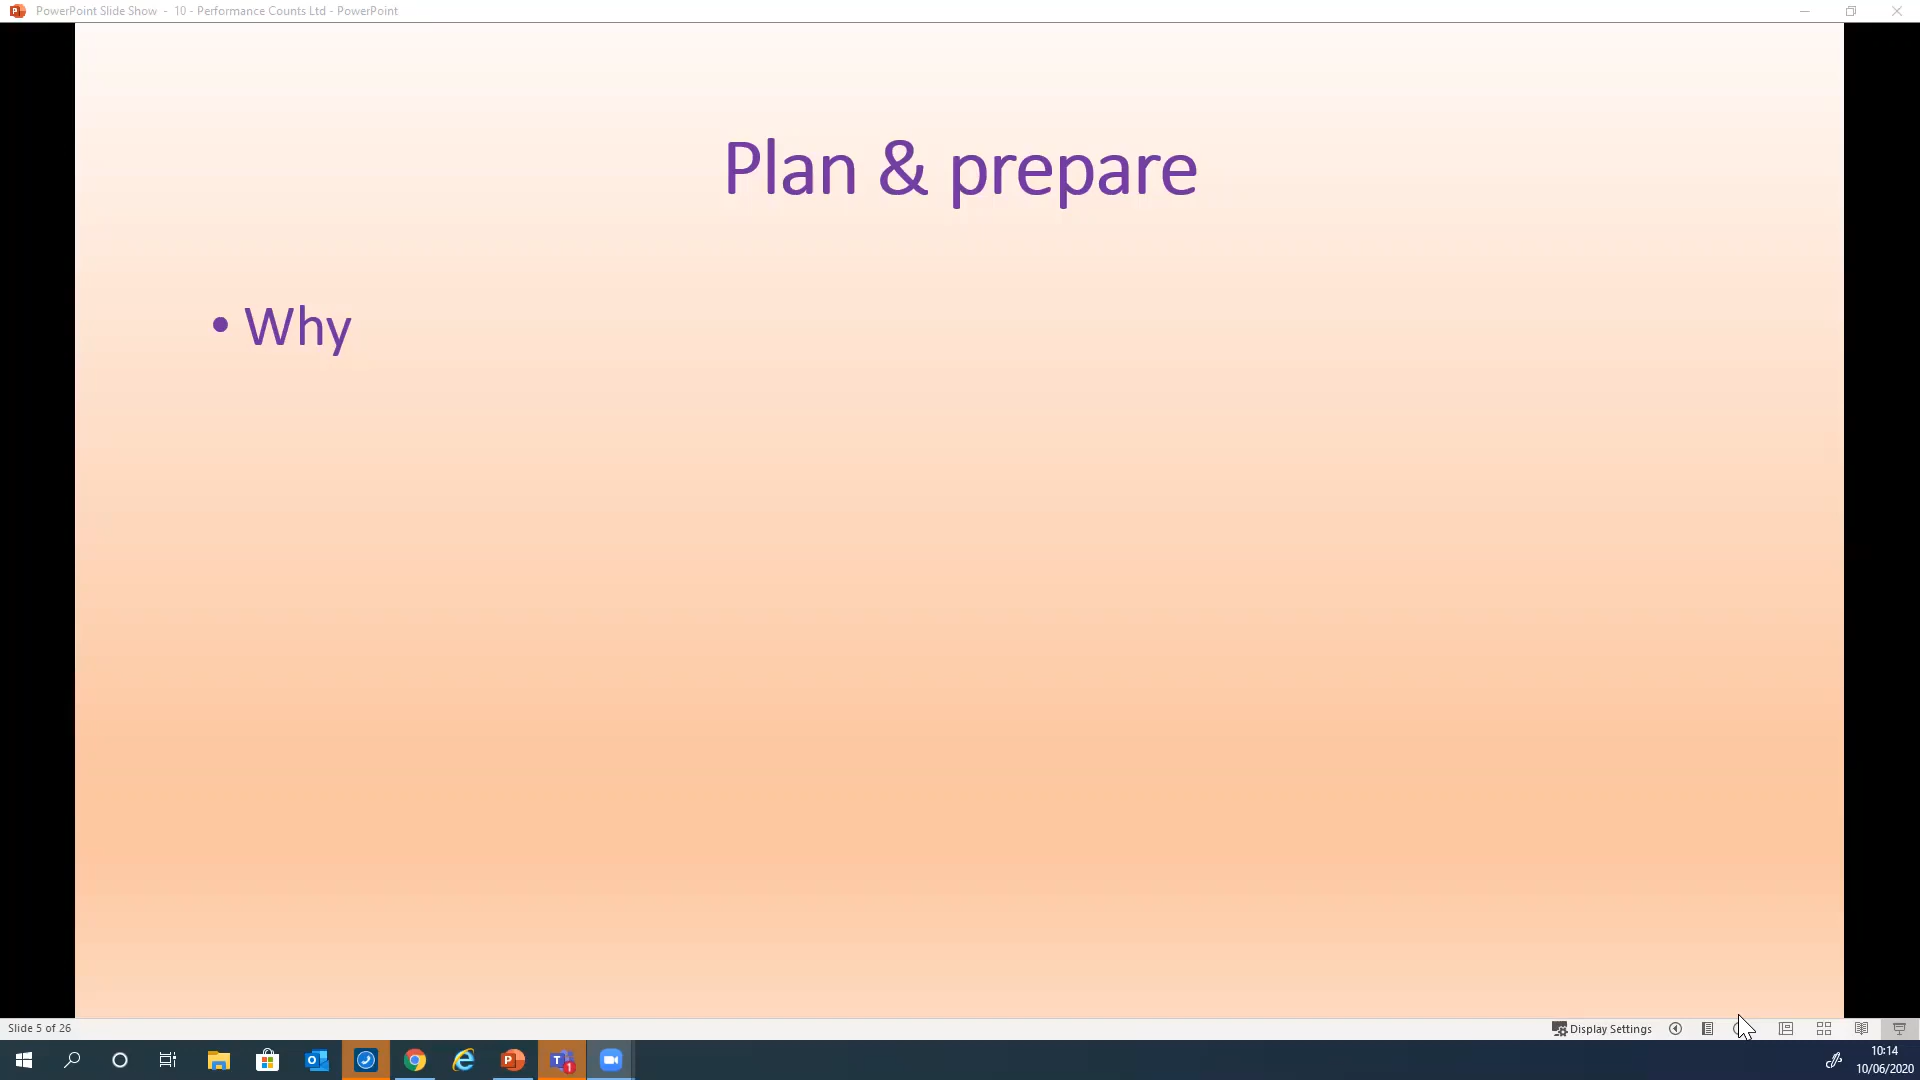 PowerPoint Slide Show - 10 - Performance Counts Ltd - PowerPoint
Plan & prepare
• Why
Slide 5 of 26
Display Settings
10:14
10/06/2020